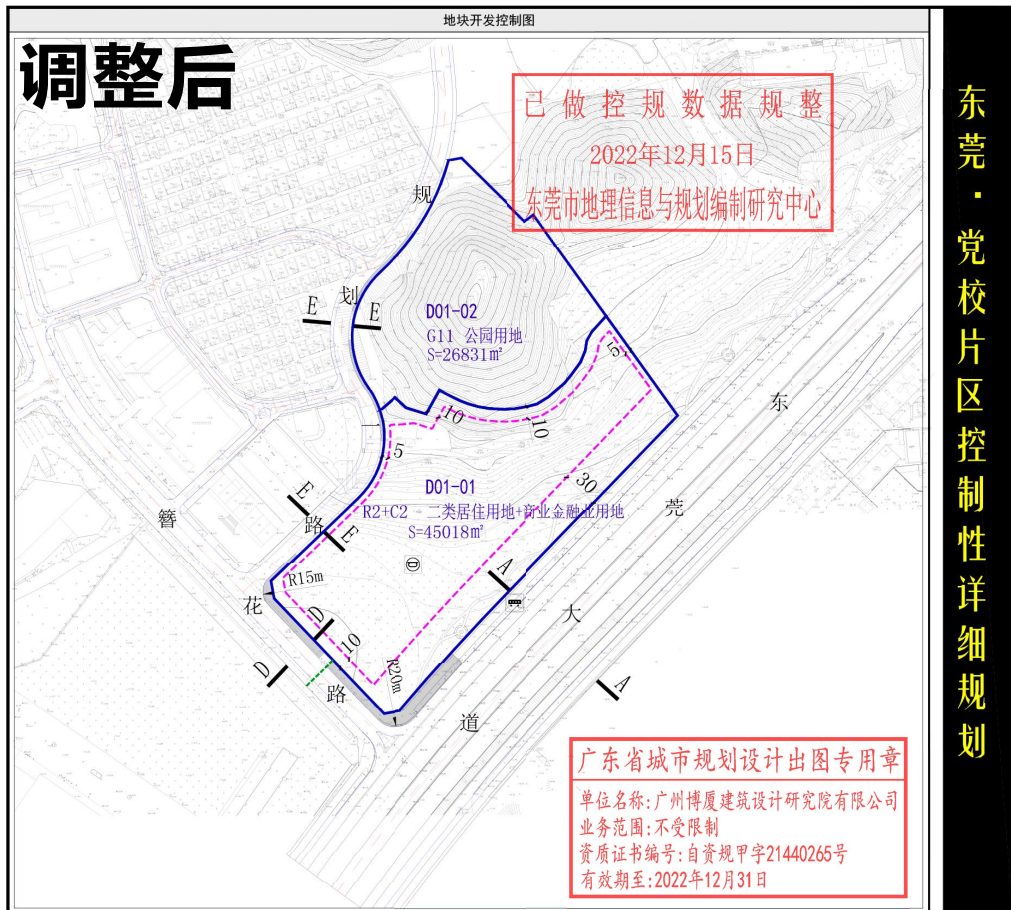 地块开发控制图
调整后
已做控规数据规整
2022年12月15日
东莞市地理信息与规划编制研究中心
规
划
路
E
E
D01-02
G11 公园用地
S=26831m²
5
10
10
5
30
D01-01
R2+C2 二类居住用地+商业金融业用地
S=45018m²
E
E
D
R15m
A
A
簪
花
路
D
D
10
R20m
东
莞
大
道
广东省城市规划设计出图专用章
单位名称:广州博厦建筑设计研究院有限公司
业务范围:不受限制
资质证书编号:自资规甲字21440265号
有效期至:2022年12月31日
东莞·党校片区控制性详细规划